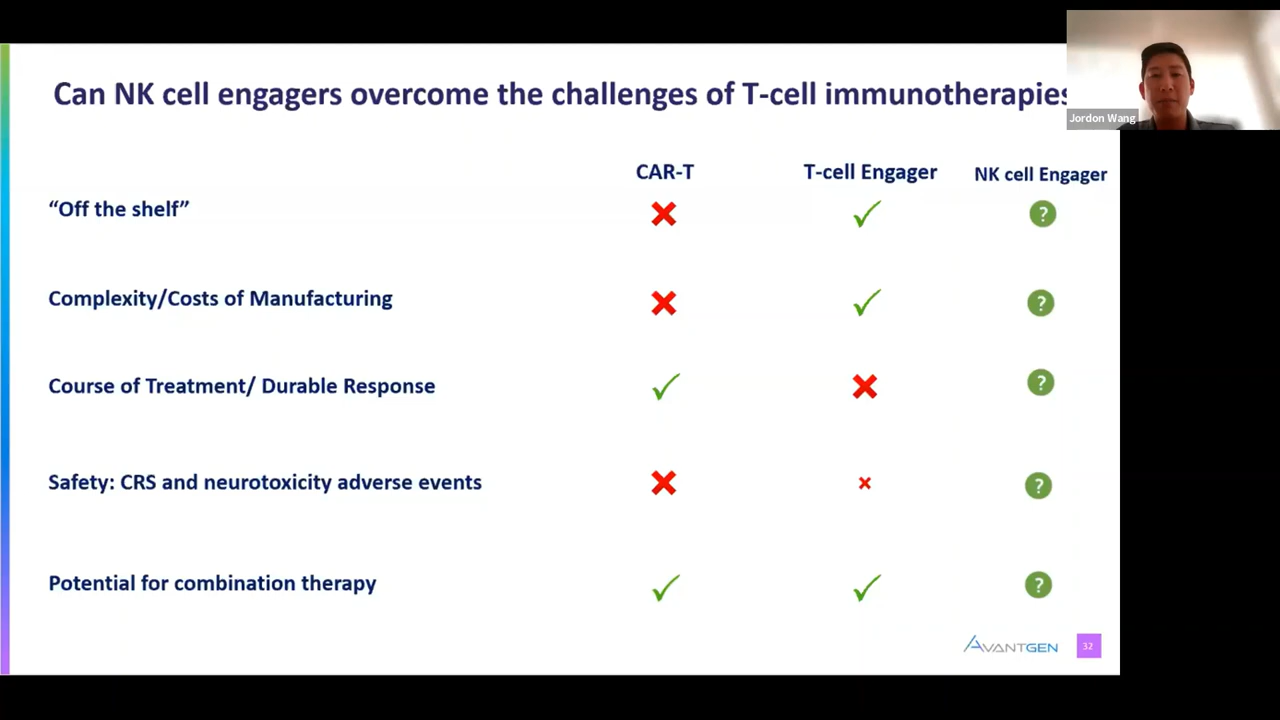 Can NK cell engagers overcome the challenges of T-cell immunotherapies
Jordon Wang
CAR-T T-cell Engager NK cell Engager
“Off the shelf” ?
Complexity/Costs of Manufacturing ?
Course of Treatment/ Durable Response ?
Safety: CRS and neurotoxicity adverse events ?
Potential for combination therapy ?
AVANTGEN 32